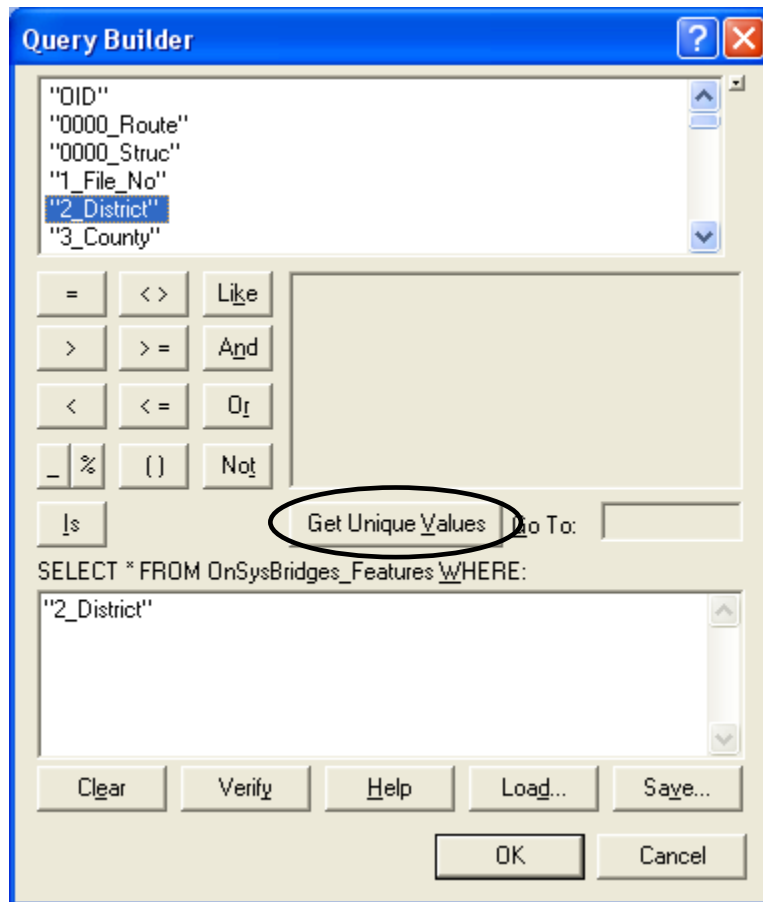 Query Builder
"OID"
"0000_Route"
"0000_Struc"
"1_File_No"
"2_District"
"3_County"
= < > Like
> > = And
< < = Or
_ % ( ) Not
Is Get Unique Values Go To:
SELECT * FROM OnSysBridges_Features WHERE:
"2_District"
Clear Verify Help Load... Save...
OK Cancel